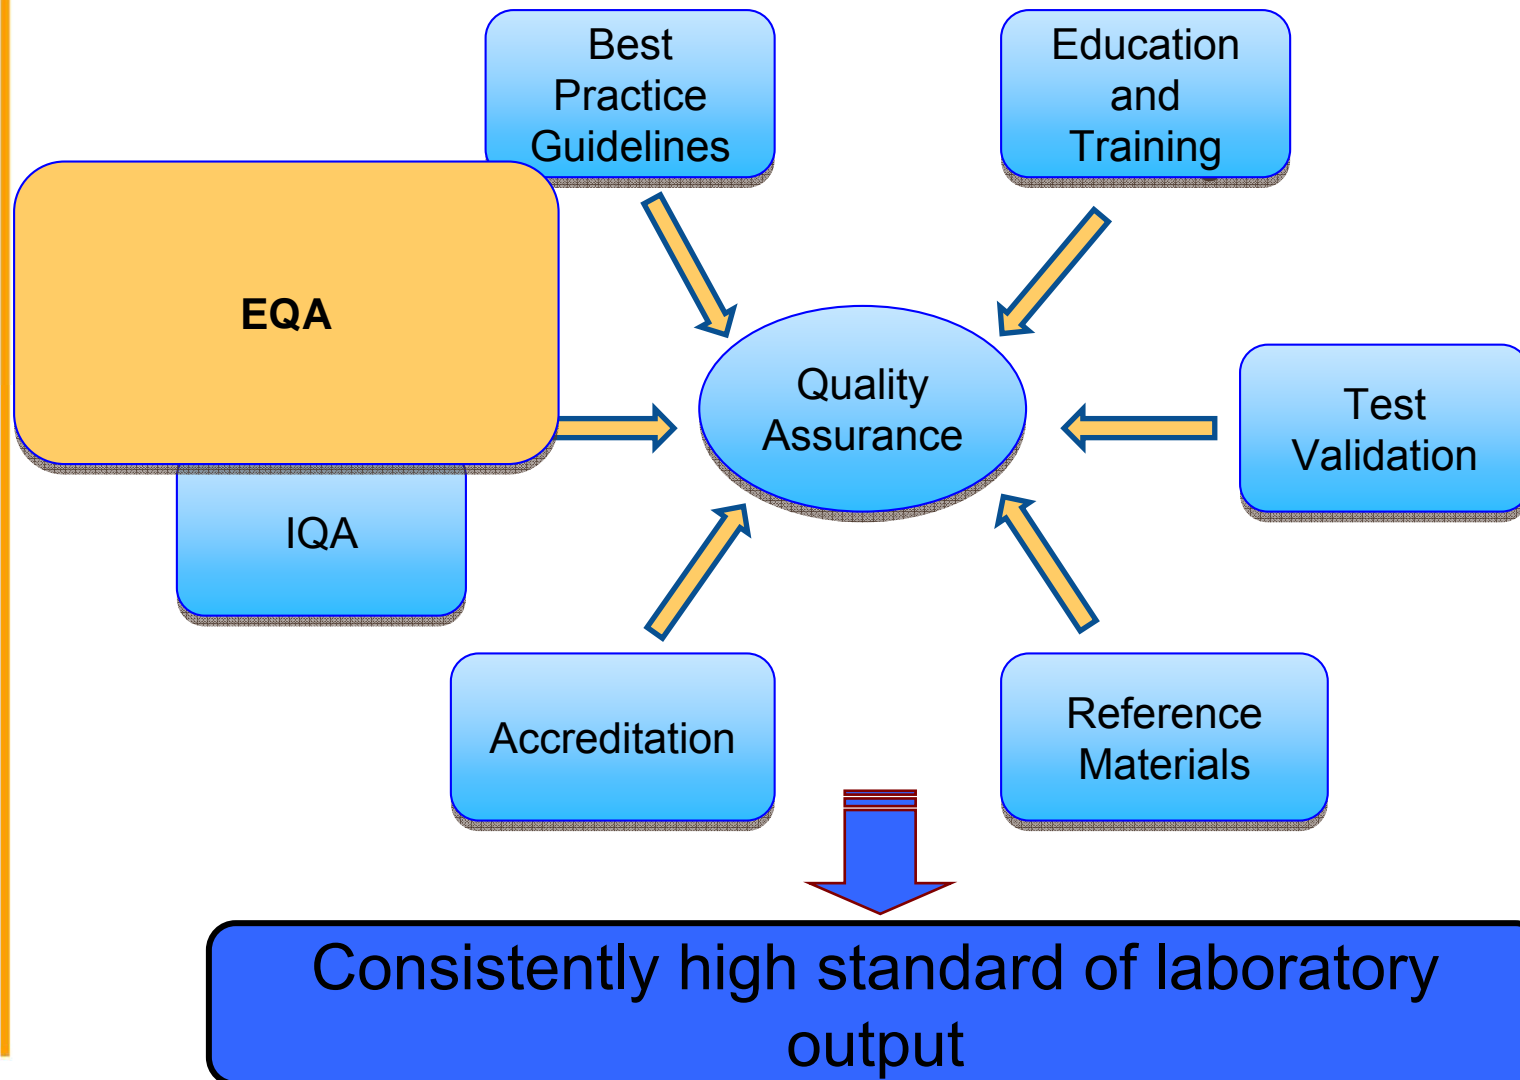 Best
Practice
Guidelines
Education
and
Training
EQA
Quality
Assurance
Test
Validation
IQA
Accreditation
Reference
Materials
Consistently high standard of laboratory
output